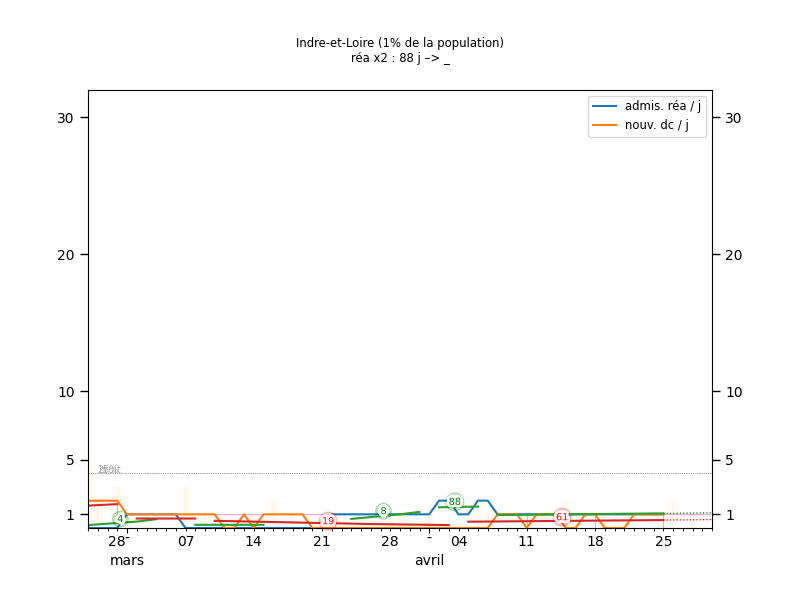 Indre-et-Loire (1% de la population)
réa x2 : 88 j –> _
admis. réa / j
nouv. dc / j
30 30
20 20
10 10
5 5
1 1
4 19 8 88 61
28 07 14 21 28 04 11 18 25
mars avril